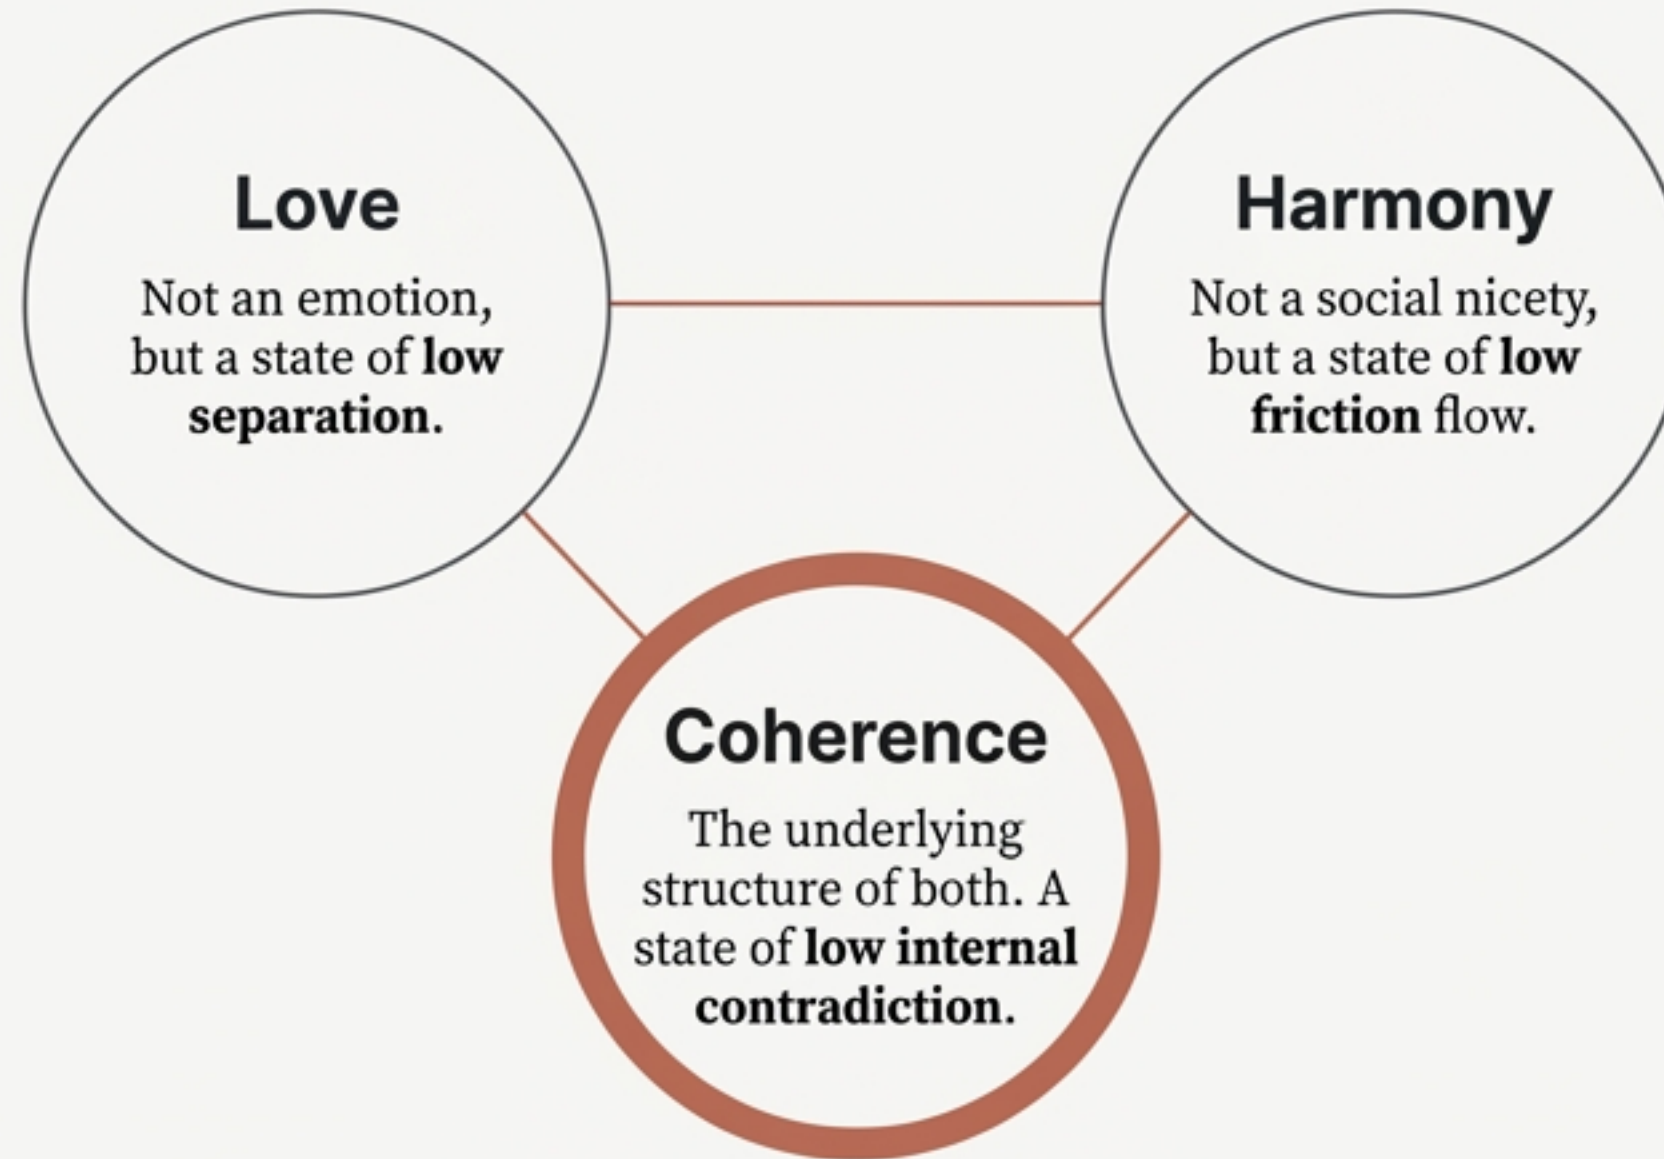 Love
Not an emotion,
but a state of low
separation.
Harmony
Not a social nicety,
but a state of low
friction flow.
Coherence
The underlying
structure of both. A
state of low internal
contradiction.